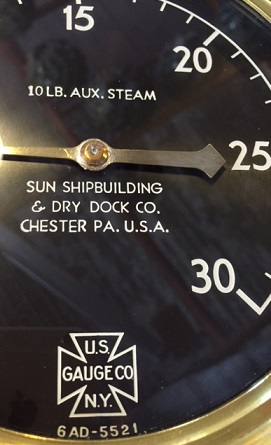 15
20
10 LB. AUX. STEAM
25
SUN SHIPBUILDING
& DRY DOCK CO.
CHESTER PA. U.S.A.
30
U.S.
GAUGE CO
N.Y.
6AD-5521